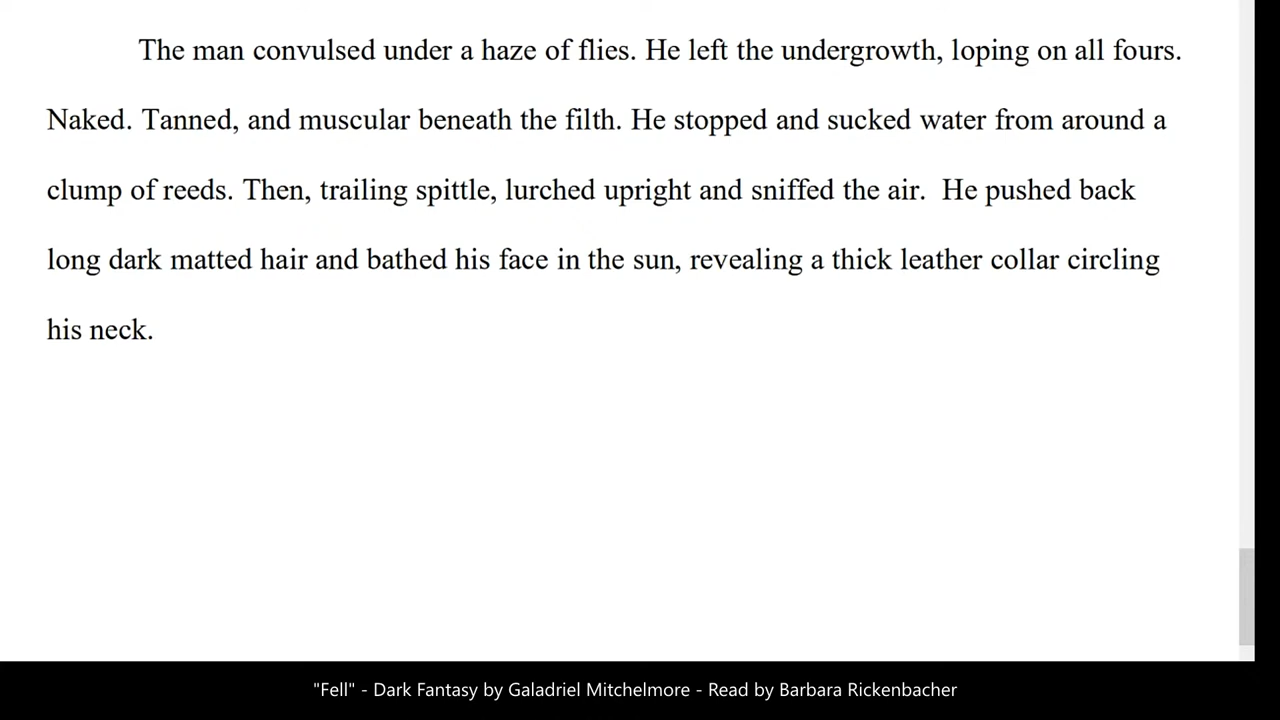 The man convulsed under a haze of flies. He left the undergrowth, loping on all fours.
Naked. Tanned, and muscular beneath the filth. He stopped and sucked water from around a
clump of reeds. Then, trailing spittle, lurched upright and sniffed the air.  He pushed back
long dark matted hair and bathed his face in the sun, revealing a thick leather collar circling
his neck.
"Fell" - Dark Fantasy by Galadriel Mitchelmore - Read by Barbara Rickenbacher